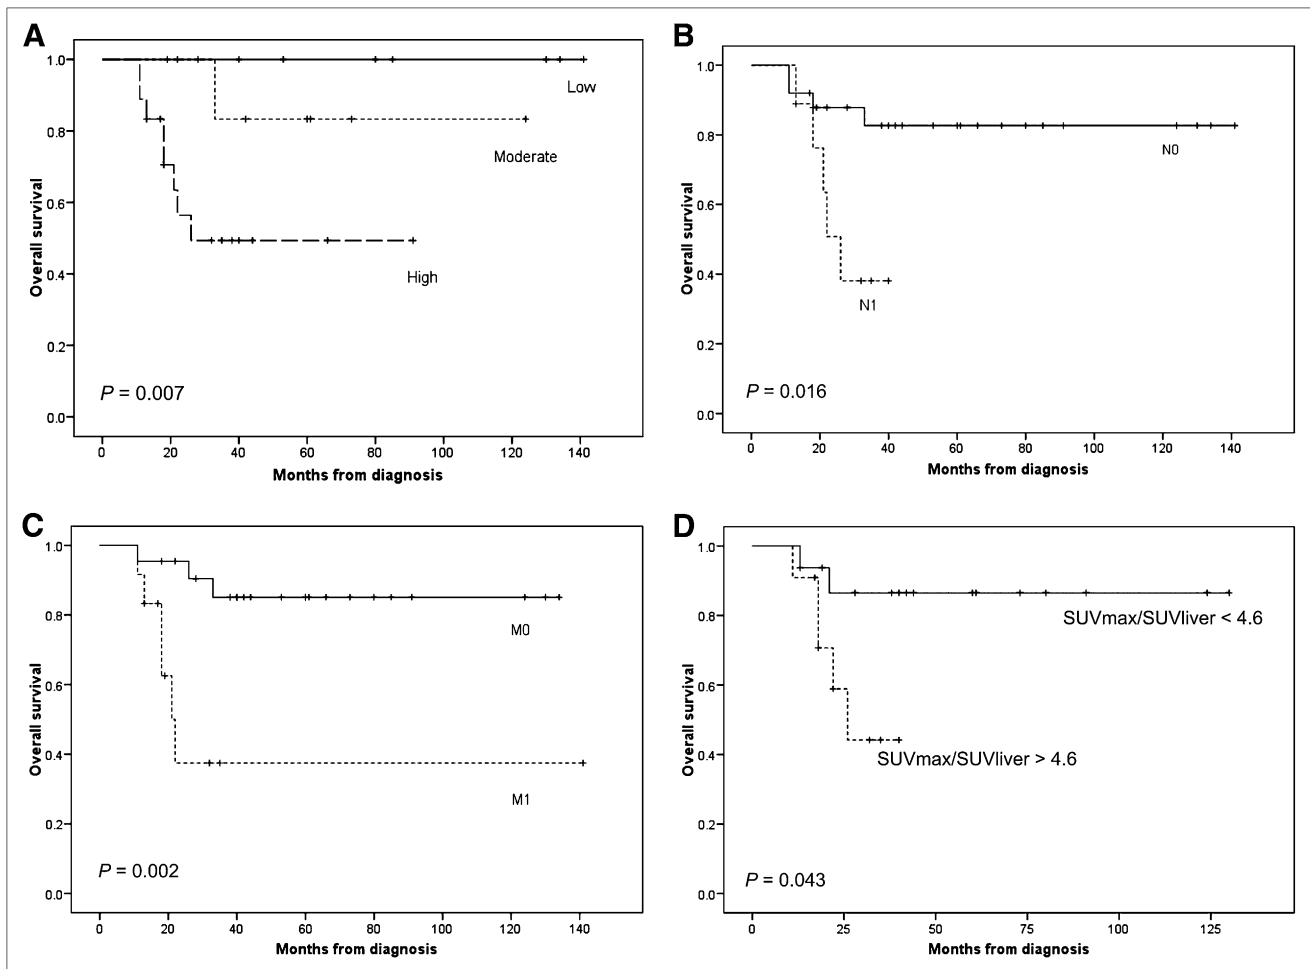 A
Overall survival
1.0
0.8
0.6
0.4
0.2
0.0
Low
Moderate
High
P = 0.007
0 20 40 60 80 100 120 140
Months from diagnosis
B
Overall survival
1.0
0.8
0.6
0.4
0.2
0.0
N0
N1
P = 0.016
0 20 40 60 80 100 120 140
Months from diagnosis
C
Overall survival
1.0
0.8
0.6
0.4
0.2
0.0
M0
M1
P = 0.002
0 20 40 60 80 100 120 140
Months from diagnosis
D
Overall survival
1.0
0.8
0.6
0.4
0.2
0.0
SUVmax/SUVliver < 4.6
SUVmax/SUVliver > 4.6
P = 0.043
0 25 50 75 100 125
Months from diagnosis